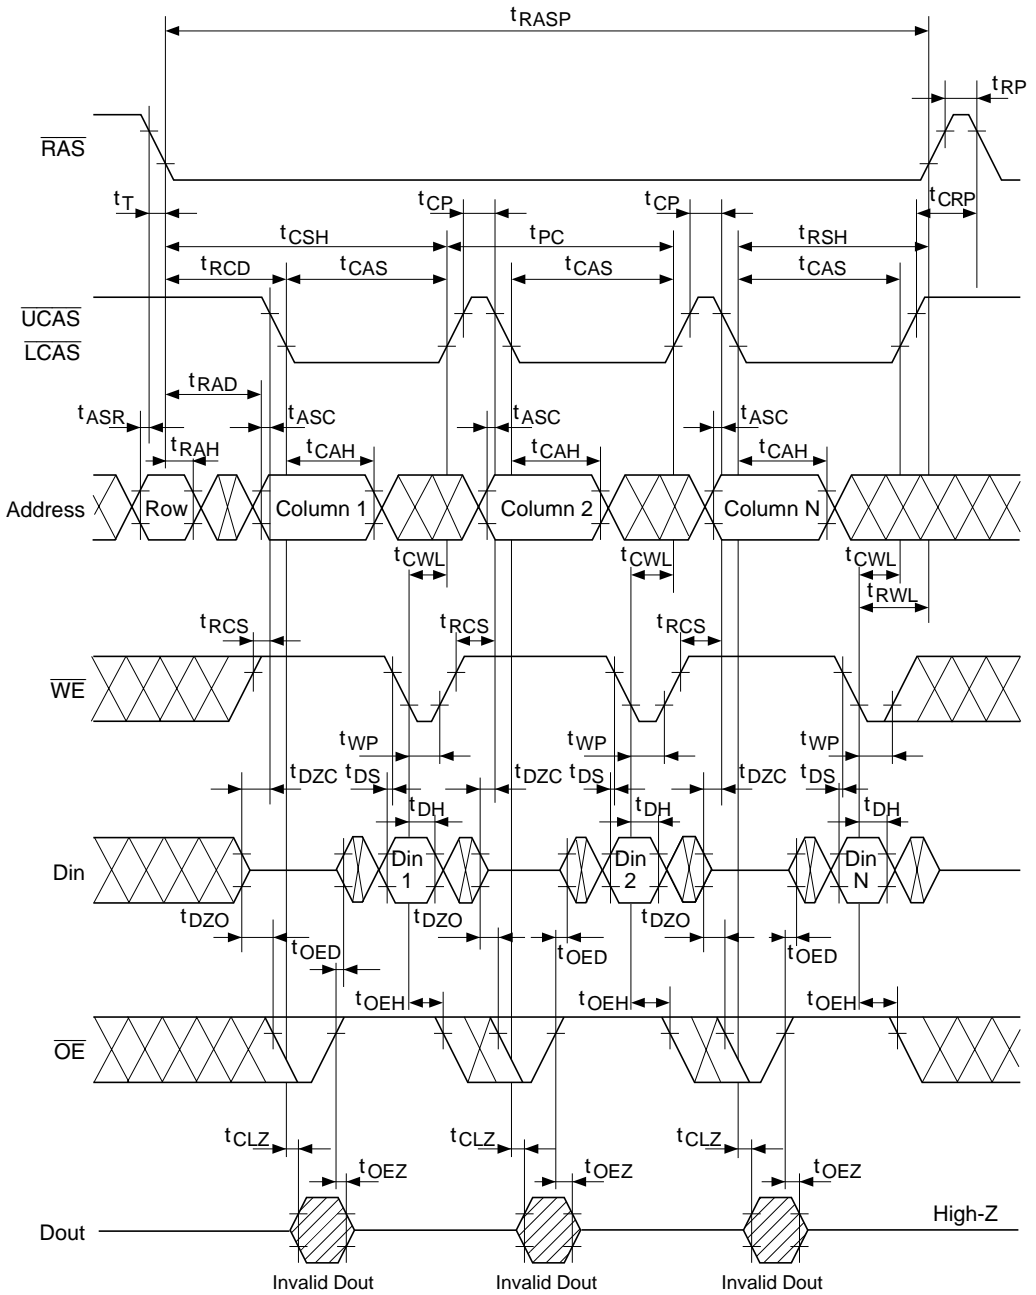 tRASP
tRP
RAS
tT
tCP
tCP
tCRP
tCSH
tPC
tRSH
tRCD
tCAS
tCAS
tCAS
UCAS
LCAS
tRAD
tASR
tASC
tASC
tASC
tRAH
tCAH
tCAH
tCAH
Address
Row
Column 1
Column 2
Column N
tCWL
tCWL
tCWL
tRWL
tRCS
tRCS
tRCS
WE
tWP
tWP
tWP
tDZC
tDS
tDZC
tDS
tDZC
tDS
tDH
tDH
tDH
Din
Din
1
Din
2
Din
N
tDZO
tDZO
tDZO
tOED
tOED
tOED
tOEH
tOEH
tOEH
OE
tCLZ
tCLZ
tCLZ
tOEZ
tOEZ
tOEZ
Dout
High-Z
Invalid Dout
Invalid Dout
Invalid Dout